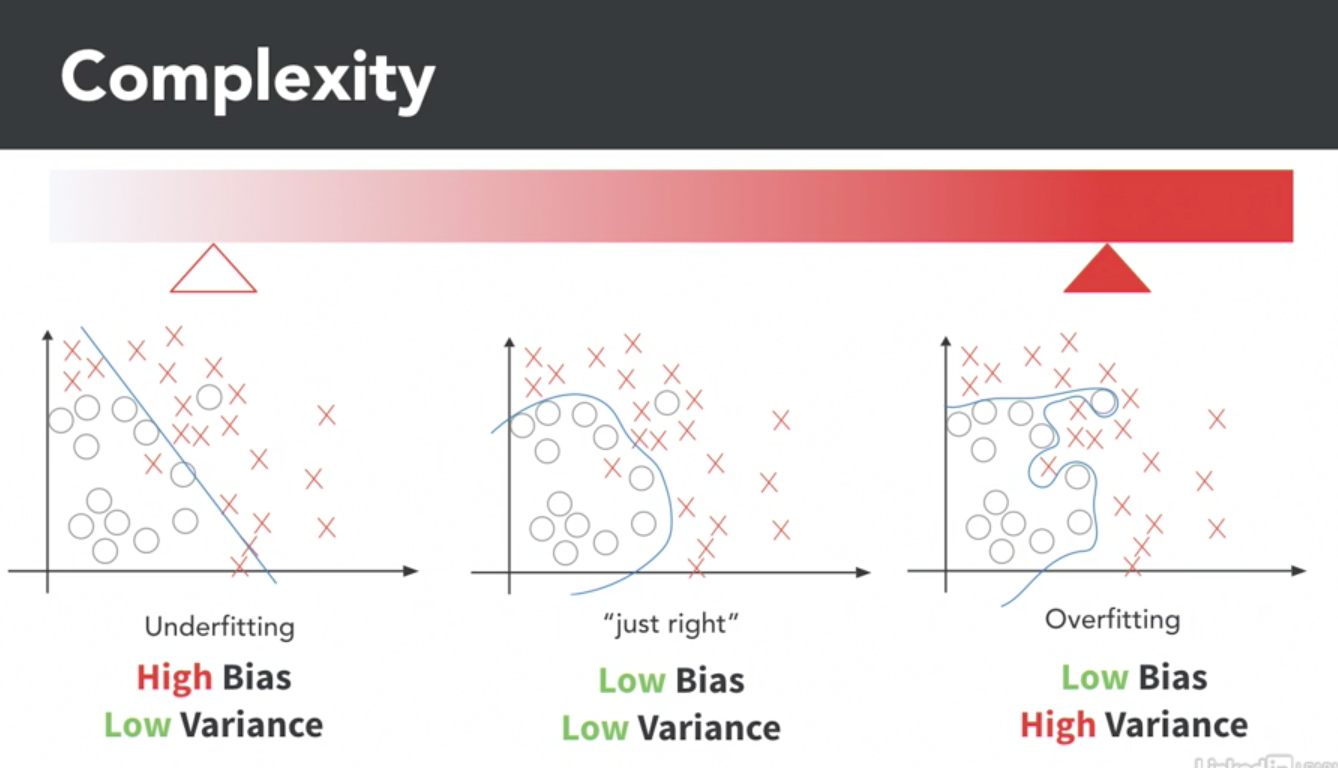 Complexity
Underfitting
High Bias
Low Variance
“just right”
Low Bias
Low Variance
Overfitting
Low Bias
High Variance